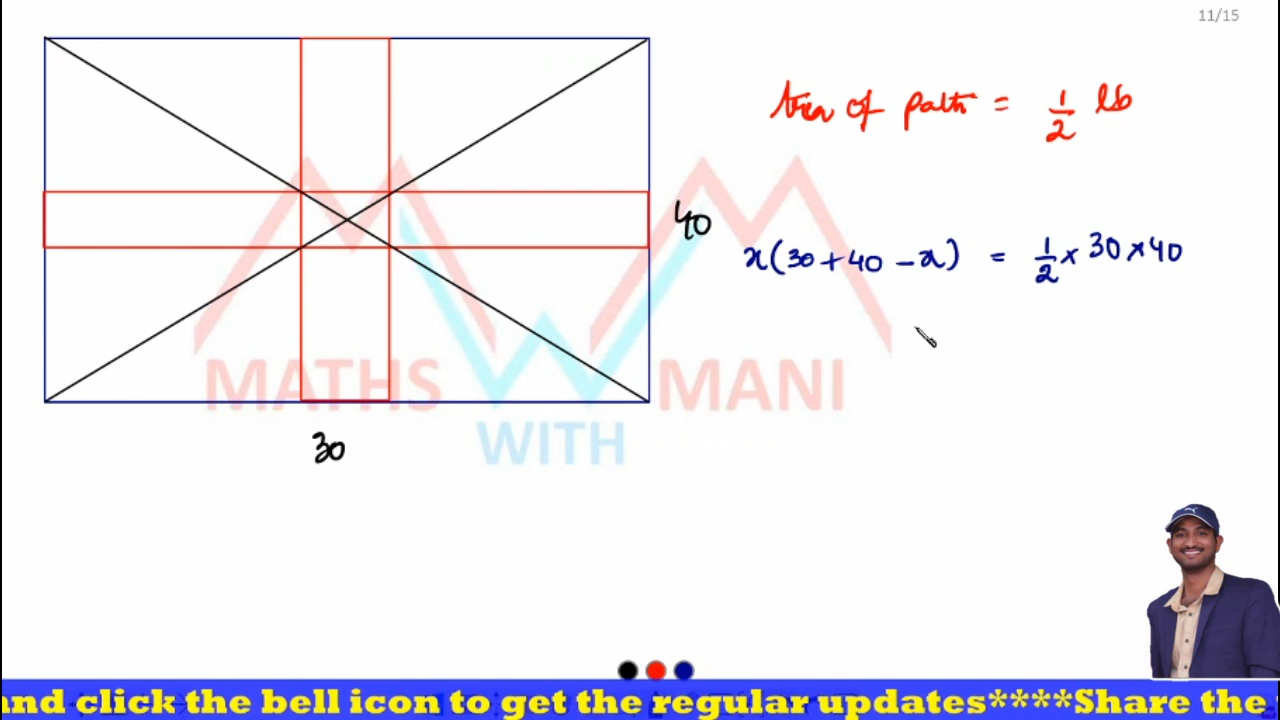 11/15
Area of path = 1/2 lb
40
x(30+40-x) = 1/2 × 30 × 40
MATHS
WITH
MANI
30
and click the bell icon to get the regular updates****Share the